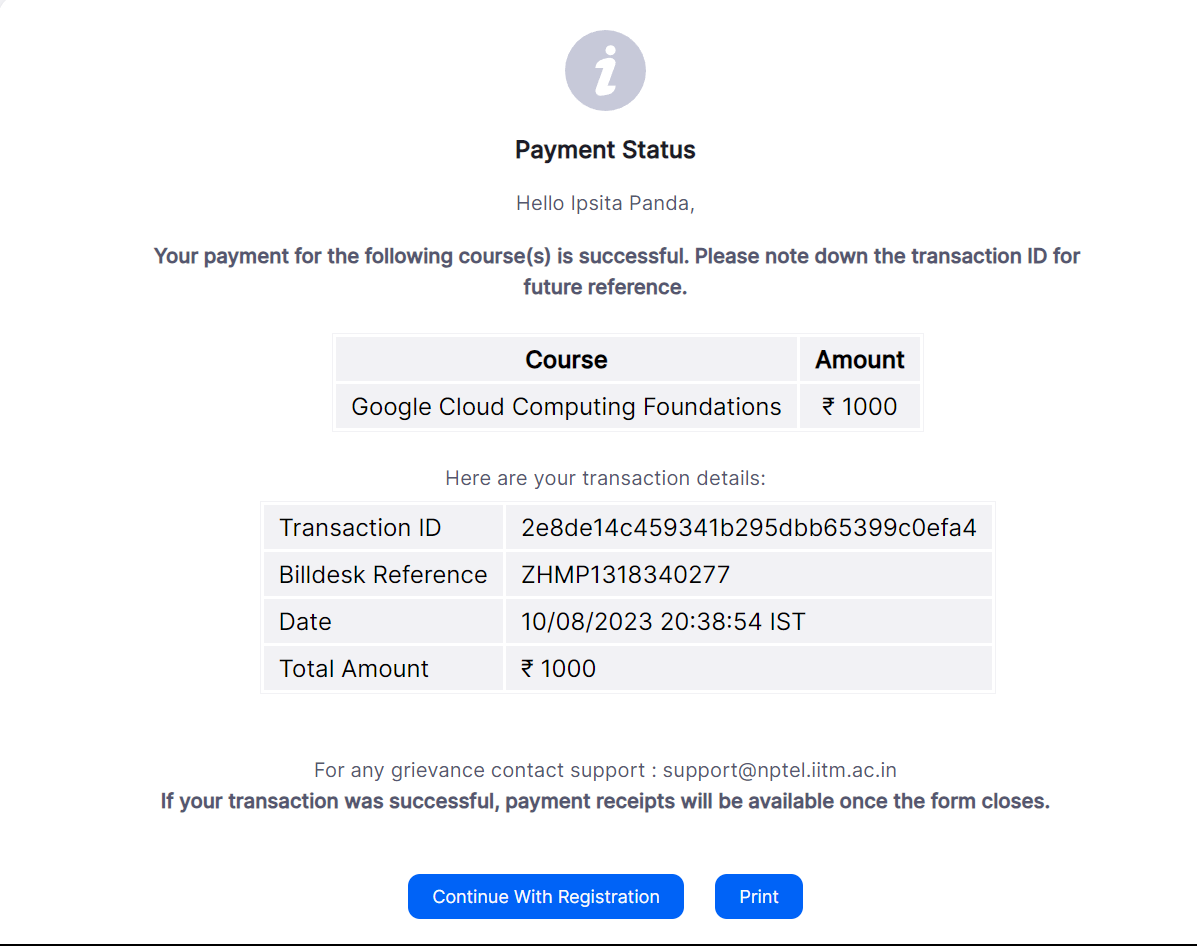 Payment Status
Hello Ipsita Panda,
Your payment for the following course(s) is successful. Please note down the transaction ID for
future reference.
Course Amount
Google Cloud Computing Foundations ₹ 1000
Here are your transaction details:
Transaction ID 2e8de14c459341b295dbb65399c0efa4
Billdesk Reference ZHMP1318340277
Date 10/08/2023 20:38:54 IST
Total Amount ₹ 1000
For any grievance contact support : support@nptel.iitm.ac.in
If your transaction was successful, payment receipts will be available once the form closes.
Continue With Registration Print